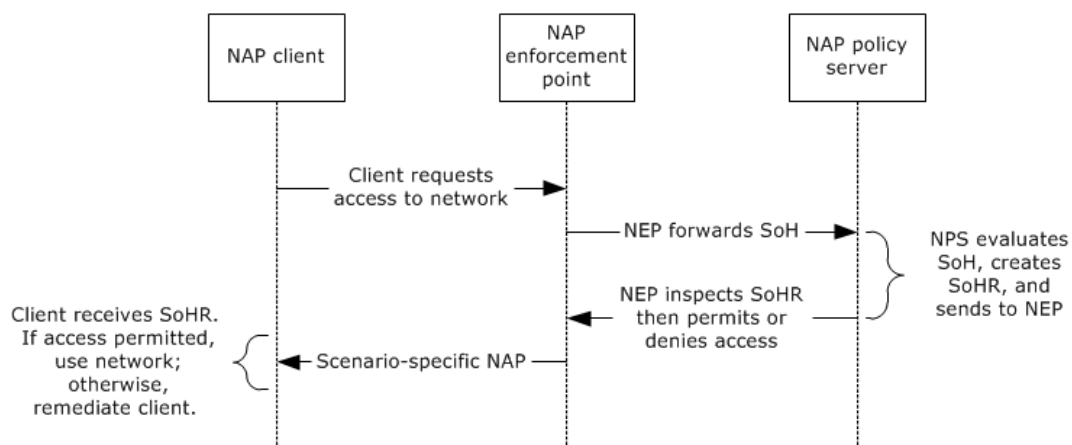 NAP client
NAP
enforcement
point
NAP policy
server
Client requests
access to network
NEP forwards SoH
NPS evaluates
SoH, creates
SoHR, and
sends to NEP
NEP inspects SoHR
then permits or
denies access
Client receives SoHR.
If access permitted,
use network;
otherwise,
remediate client.
Scenario-specific NAP